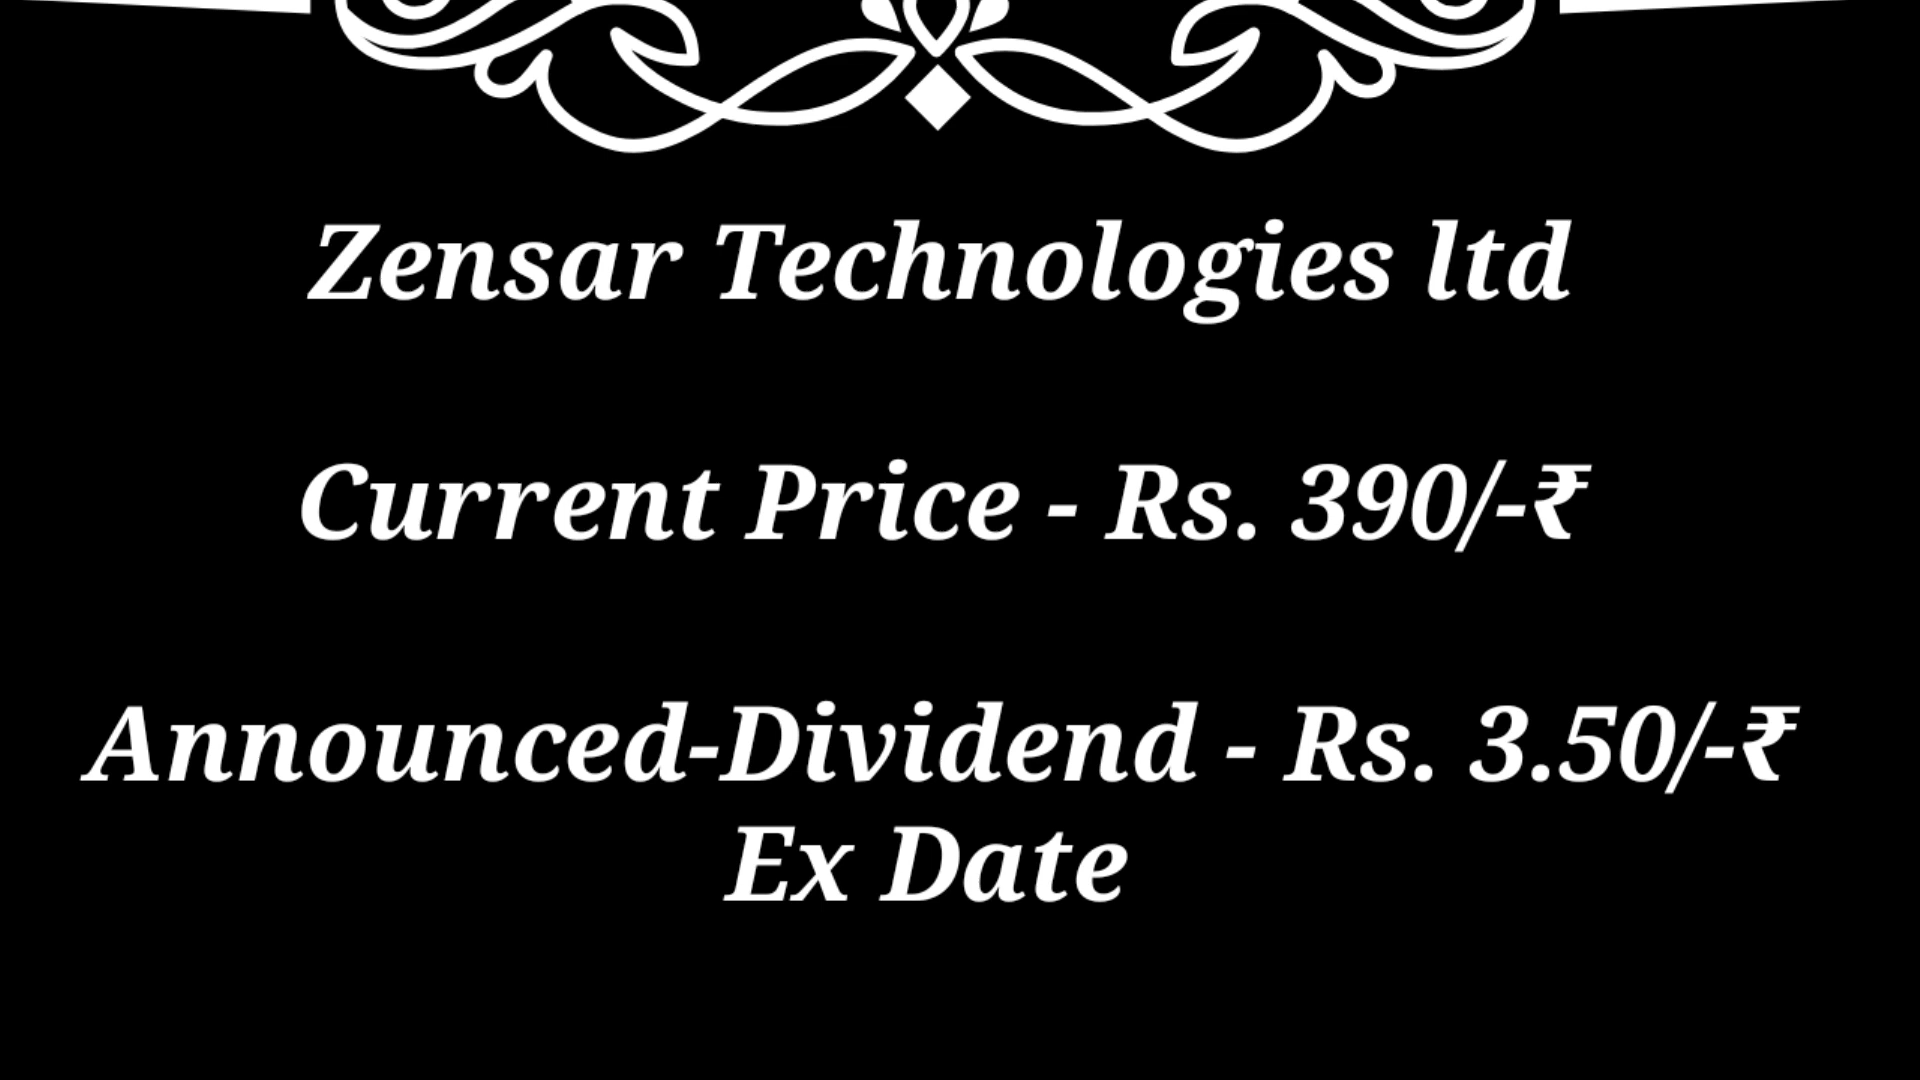 Zensar Technologies ltd
Current Price - Rs. 390/-₹
Announced-Dividend - Rs. 3.50/-₹
Ex Date